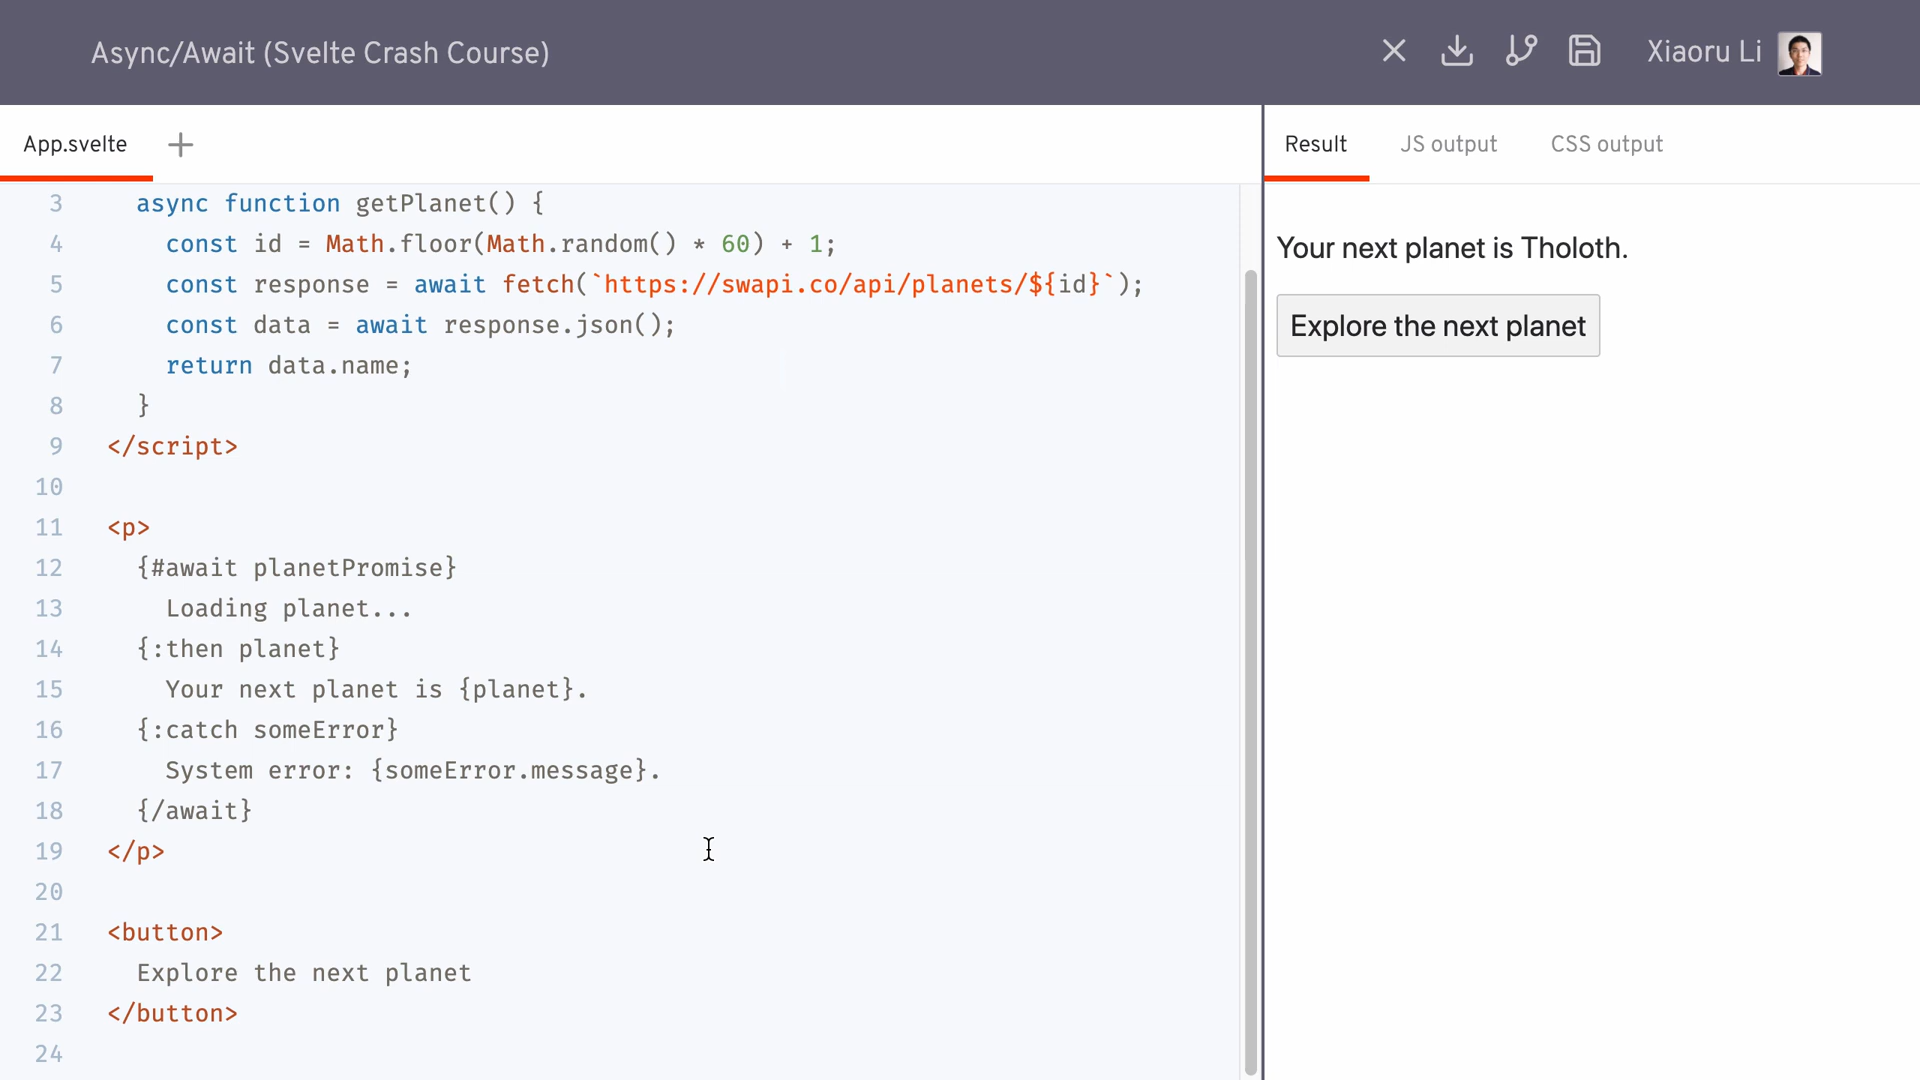 Async/Await (Svelte Crash Course)
Xiaoru Li
App.svelte
Result
JS output
CSS output
3 async function getPlanet() {
4 const id = Math.floor(Math.random() * 60) + 1;
5 const response = await fetch(`https://swapi.co/api/planets/${id}`);
6 const data = await response.json();
7 return data.name;
8 }
9 </script>
10
11 <p>
12 {#await planetPromise}
13 Loading planet...
14 {:then planet}
15 Your next planet is {planet}.
16 {:catch someError}
17 System error: {someError.message}.
18 {/await}
19 </p>
20
21 <button>
22 Explore the next planet
23 </button>
24
Your next planet is Tholoth.
Explore the next planet